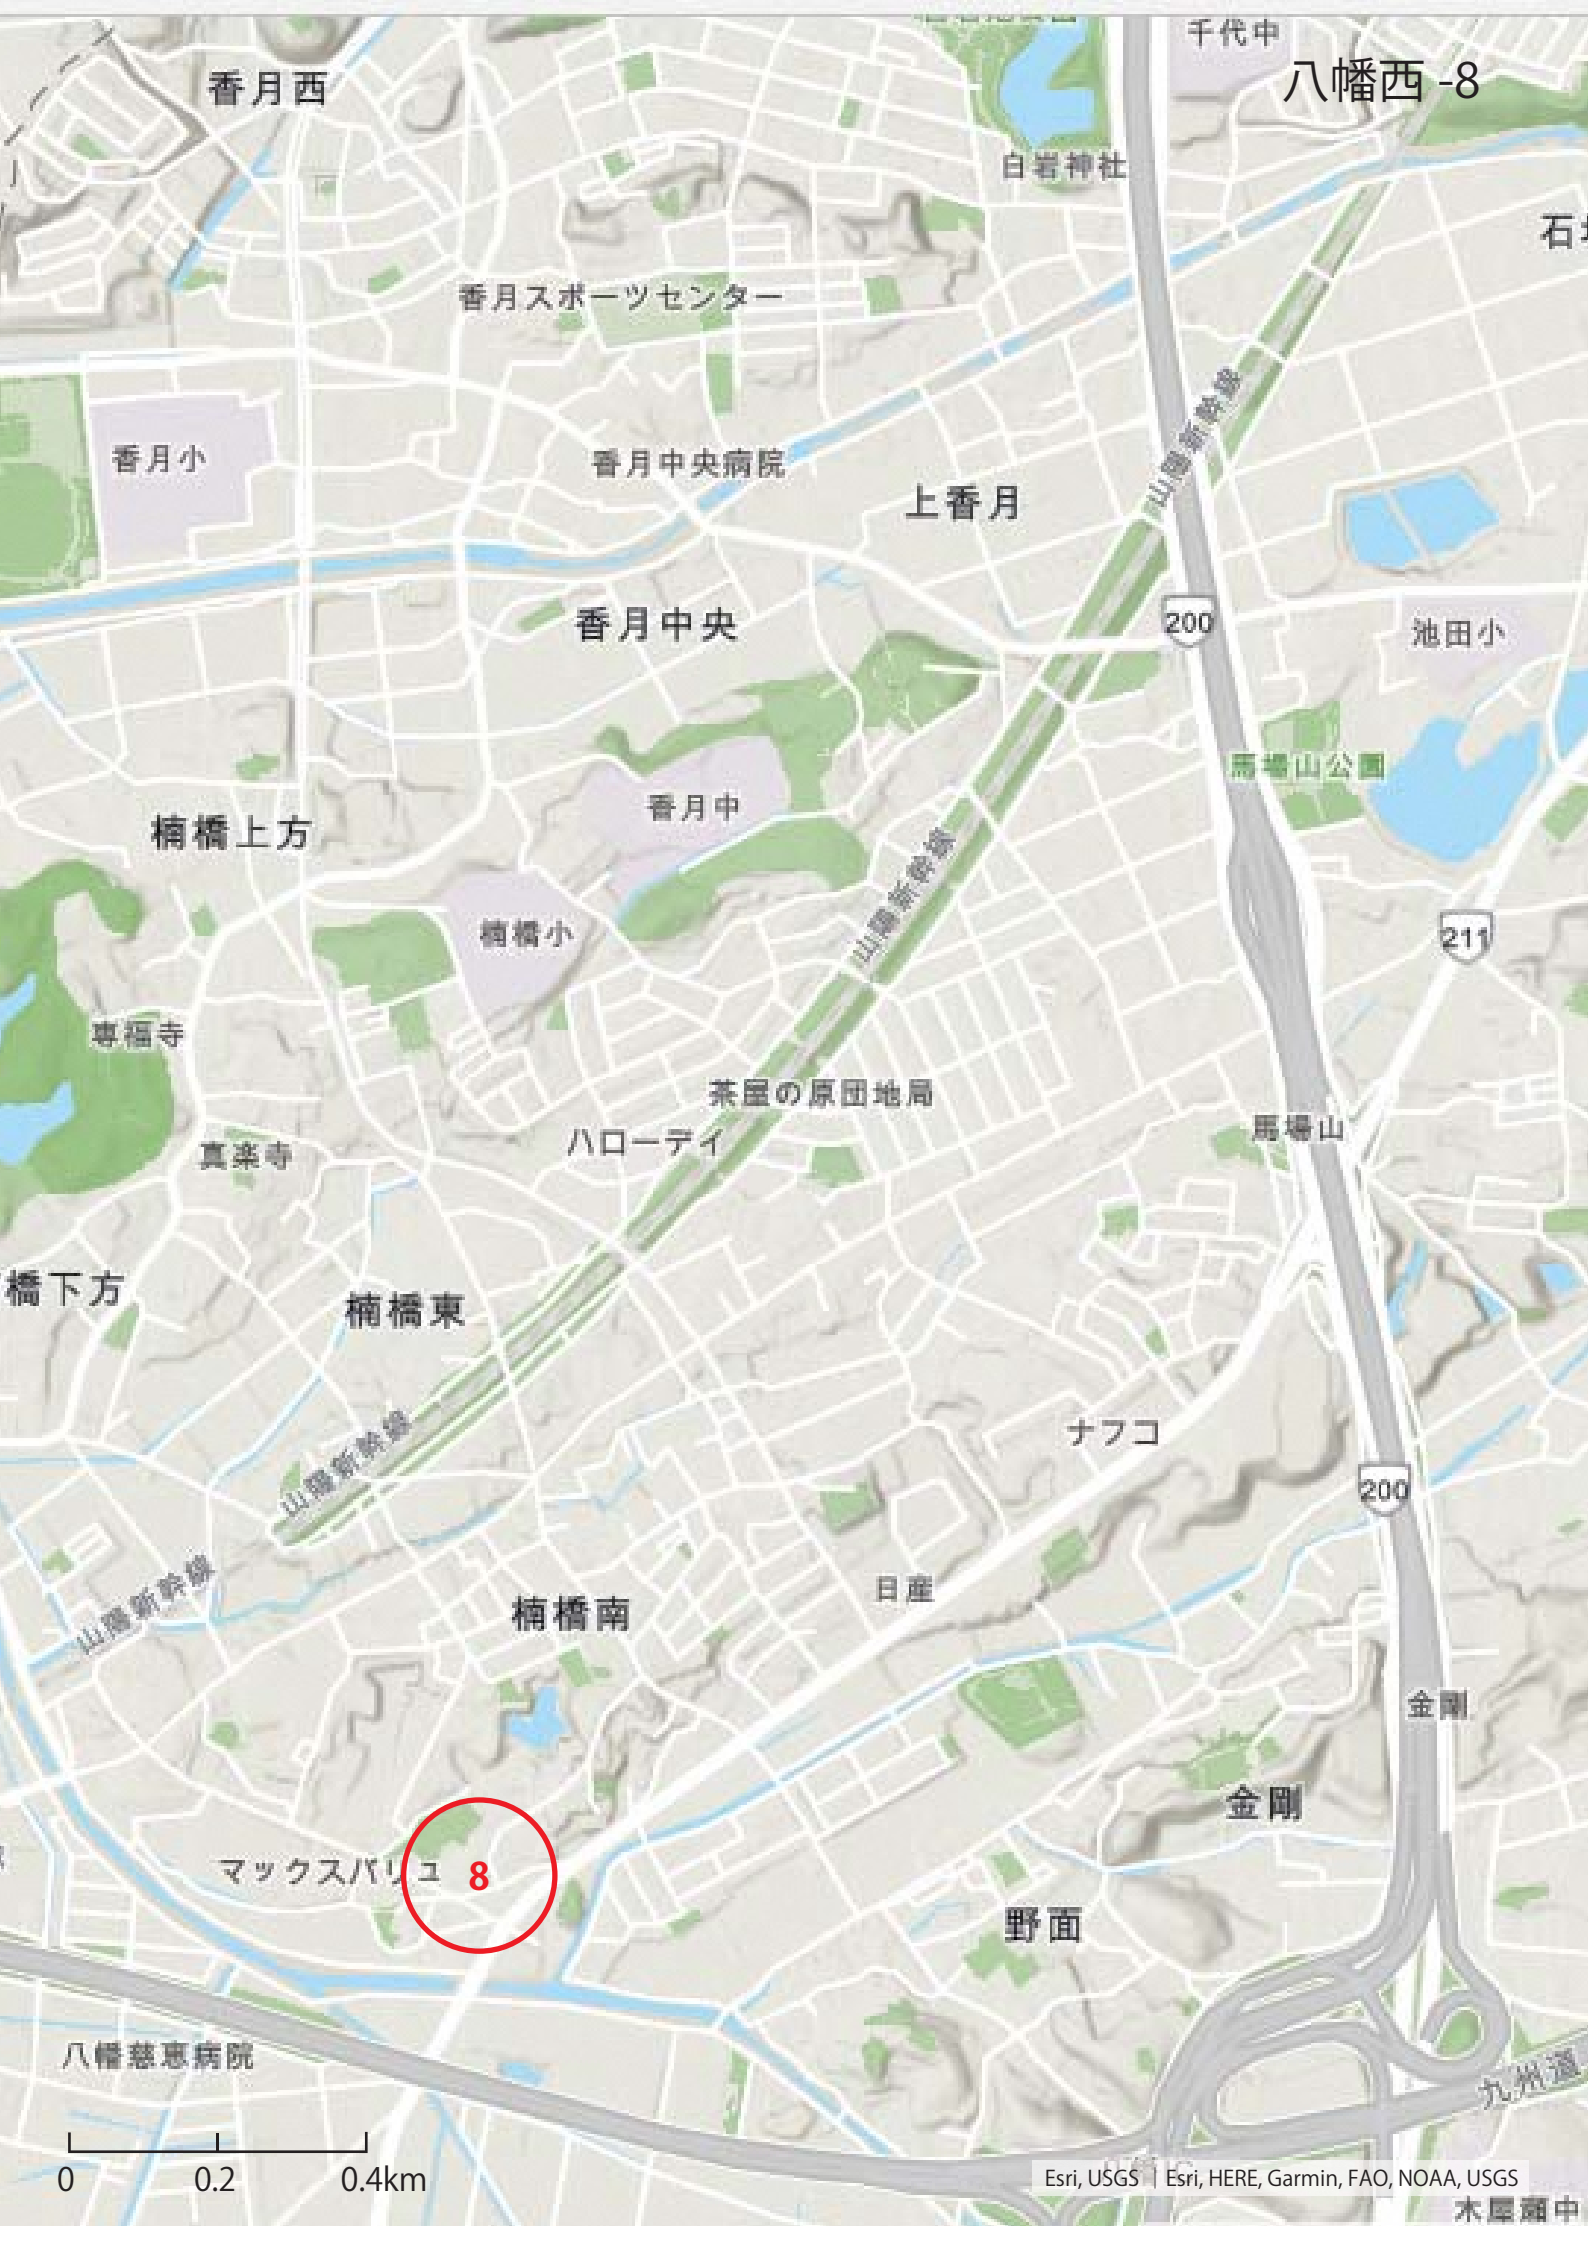 千代中
八幡西 -8
香月西
白岩神社
香月スポーツセンター
山陽新幹線
香月小
香月中央病院
上香月
200
香月中央
池田小
馬場山公園
香月中
楠橋上方
山陽新幹線
楠橋小
211
専福寺
茶屋の原団地局
馬場山
ハローデイ
真楽寺
橋下方
楠橋東
ナフコ
山陽新幹線
200
日産
山陽新幹線
楠橋南
金剛
金剛
マックスバリュ
8
野面
八幡慈恵病院
九州道
0 0.2 0.4km
Esri, USGS | Esri, HERE, Garmin, FAO, NOAA, USGS
木屋瀬中